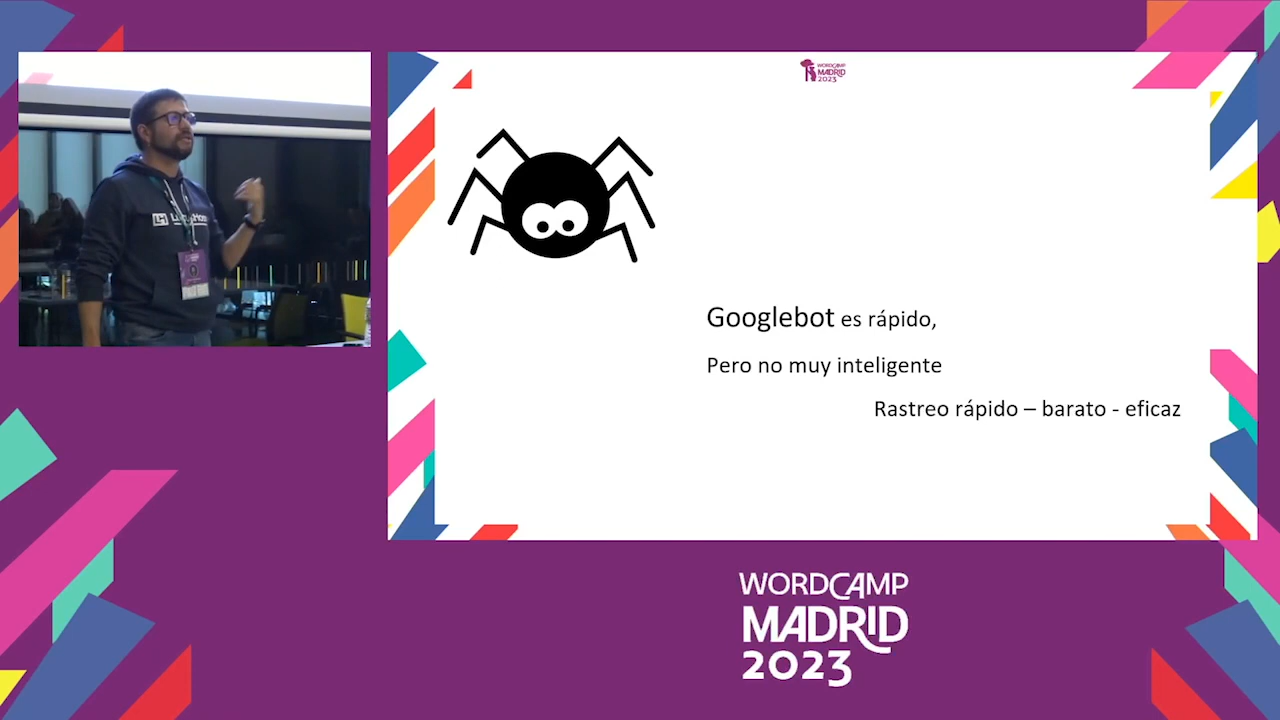 WORDCAMP
MADRID
2023
Googlebot es rápido,
Pero no muy inteligente
Rastreo rápido – barato - eficaz
WORDCAMP
MADRID
2023